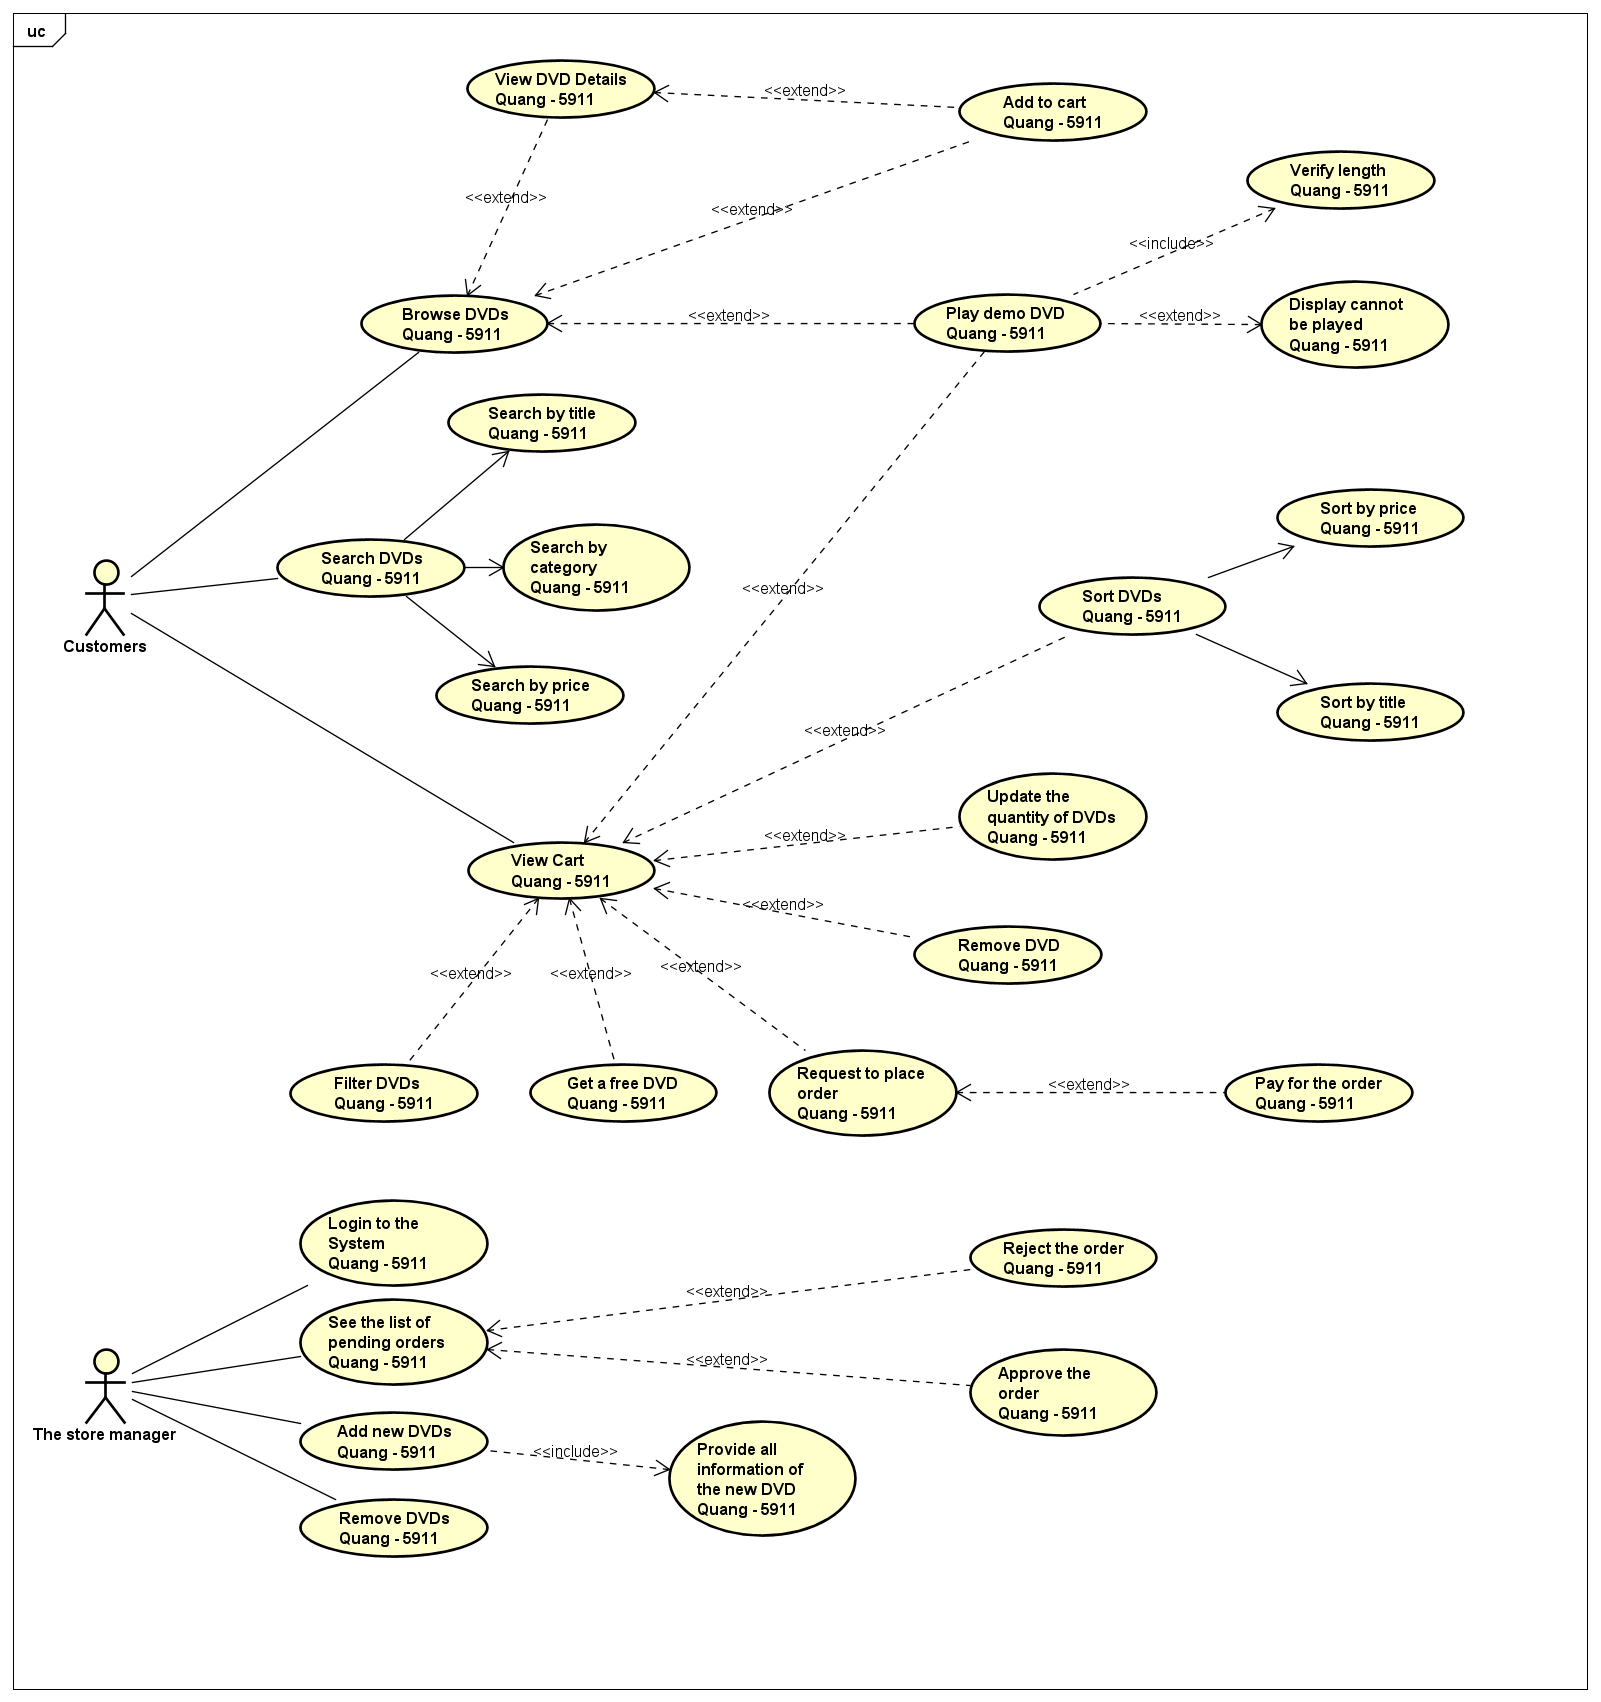 uc
View DVD Details
Quang - 5911
<<extend>>
Add to cart
Quang - 5911
Verify length
Quang - 5911
<<extend>>
<<extend>>
<<include>>
Browse DVDs
Quang - 5911
<<extend>>
Play demo DVD
Quang - 5911
<<extend>>
Display cannot
be played
Quang - 5911
Search by title
Quang - 5911
Search DVDs
Quang - 5911
Search by
category
Quang - 5911
<<extend>>
Sort by price
Quang - 5911
Sort DVDs
Quang - 5911
Customers
Search by price
Quang - 5911
<<extend>>
Sort by title
Quang - 5911
Update the
quantity of DVDs
Quang - 5911
<<extend>>
View Cart
Quang - 5911
<<extend>>
Remove DVD
Quang - 5911
<<extend>>
<<extend>>
<<extend>>
Filter DVDs
Quang - 5911
Get a free DVD
Quang - 5911
Request to place
order
Quang - 5911
<<extend>>
Pay for the order
Quang - 5911
Login to the
System
Quang - 5911
Reject the order
Quang - 5911
<<extend>>
See the list of
pending orders
Quang - 5911
<<extend>>
Approve the
order
Quang - 5911
The store manager
Add new DVDs
Quang - 5911
<<include>>
Provide all
information of
the new DVD
Quang - 5911
Remove DVDs
Quang - 5911